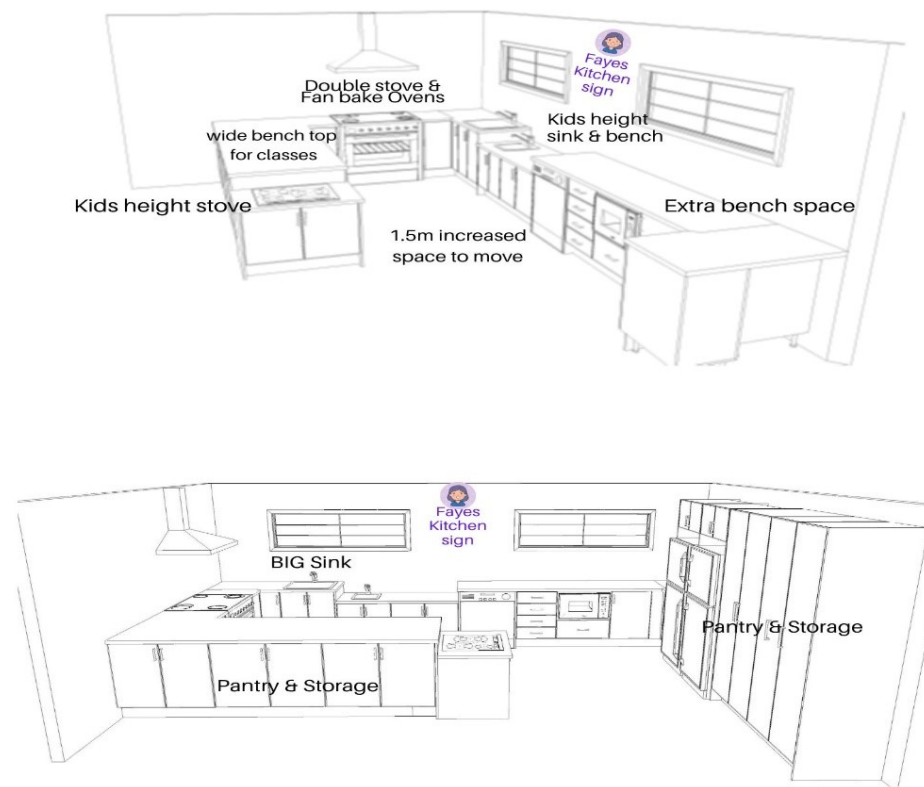 Fayes
Kitchen
sign
Double stove &
Fan bake Ovens
Kids height
sink & bench
wide bench top
for classes
Kids height stove
Extra bench space
1.5m increased
space to move
Fayes
Kitchen
sign
BIG Sink
Pantry & Storage
Pantry & Storage